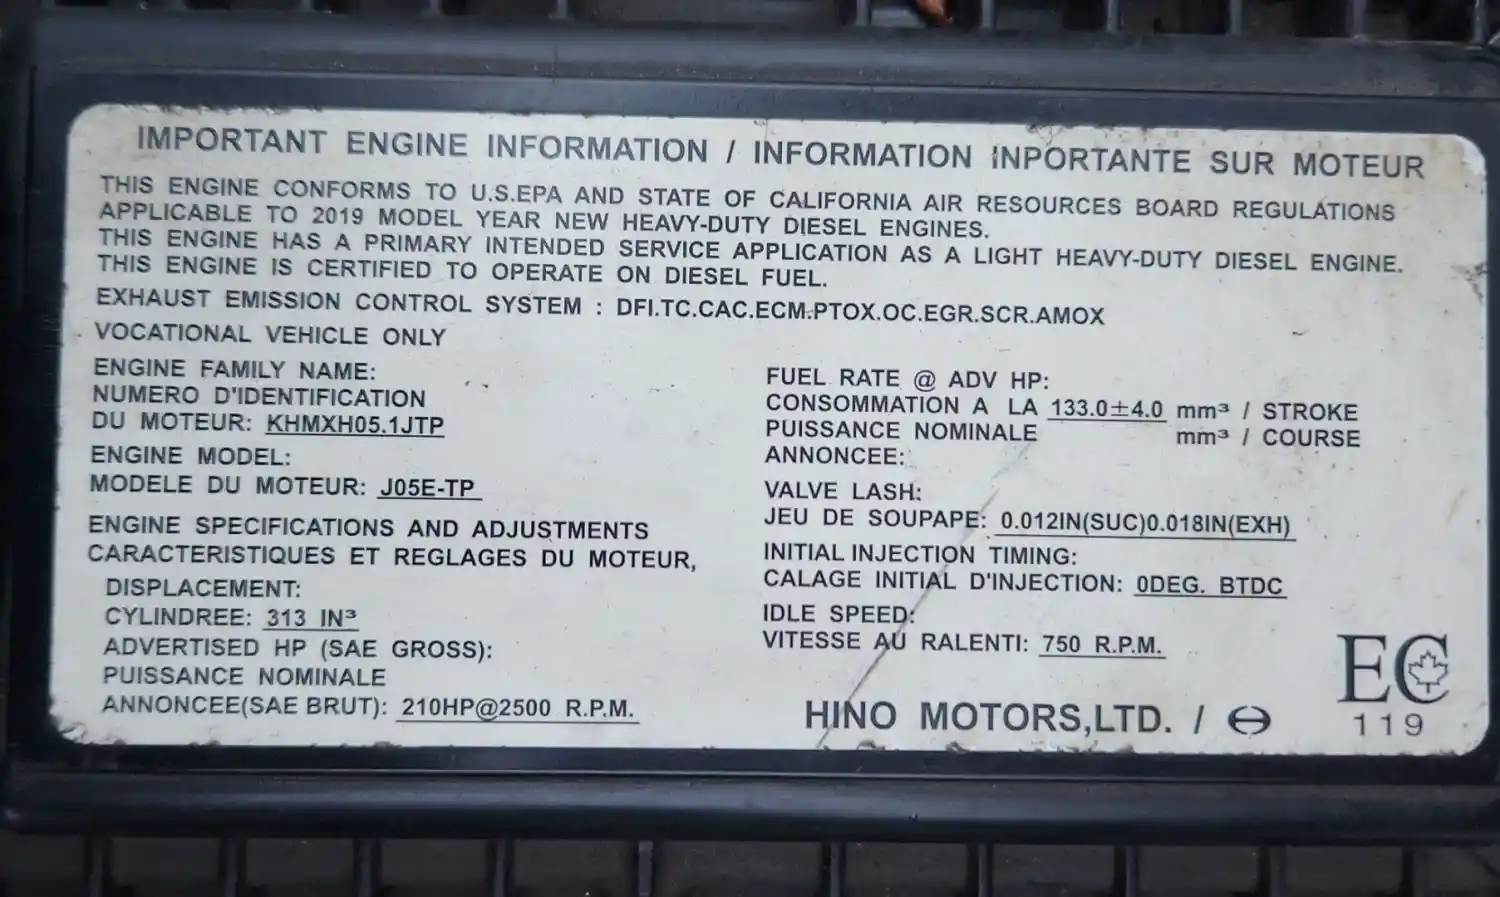 IMPORTANT ENGINE INFORMATION / INFORMATION INPORTANTE SUR MOTEUR
THIS ENGINE CONFORMS TO U.S.EPA AND STATE OF CALIFORNIA AIR RESOURCES BOARD REGULATIONS
APPLICABLE TO 2019 MODEL YEAR NEW HEAVY-DUTY DIESEL ENGINES.
THIS ENGINE HAS A PRIMARY INTENDED SERVICE APPLICATION AS A LIGHT HEAVY-DUTY DIESEL ENGINE.
THIS ENGINE IS CERTIFIED TO OPERATE ON DIESEL FUEL.
EXHAUST EMISSION CONTROL SYSTEM : DFI.TC.CAC.ECM.PTOX.OC.EGR.SCR.AMOX
VOCATIONAL VEHICLE ONLY
ENGINE FAMILY NAME:
NUMERO D'IDENTIFICATION
DU MOTEUR: KHMXH05.1JTP
ENGINE MODEL:
MODELE DU MOTEUR: J05E-TP
ENGINE SPECIFICATIONS AND ADJUSTMENTS
CARACTERISTIQUES ET REGLAGES DU MOTEUR,
DISPLACEMENT:
CYLINDREE: 313 IN³
ADVERTISED HP (SAE GROSS):
PUISSANCE NOMINALE
ANNONCEE(SAE BRUT): 210HP@2500 R.P.M.
FUEL RATE @ ADV HP:
CONSOMMATION A LA 133.0±4.0 mm³ / STROKE
PUISSANCE NOMINALE mm³ / COURSE
ANNONCEE:
VALVE LASH:
JEU DE SOUPAPE: 0.012IN(SUC)0.018IN(EXH)
INITIAL INJECTION TIMING:
CALAGE INITIAL D'INJECTION: 0DEG. BTDC
IDLE SPEED:
VITESSE AU RALENTI: 750 R.P.M.
HINO MOTORS,LTD. /
EC
119